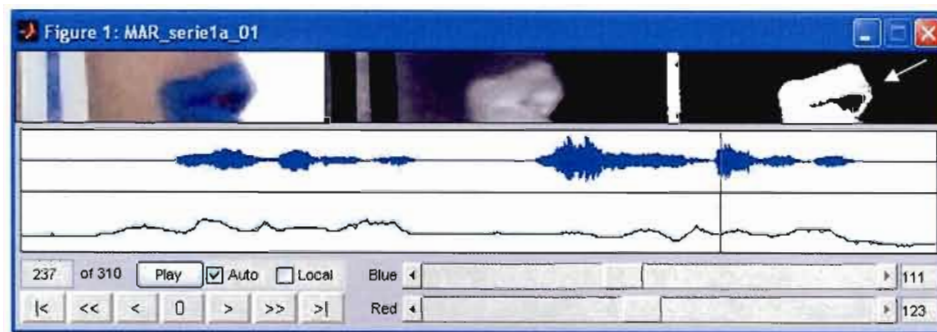 Figure 1: MAR_serie1a_01
237 of 310 Play Auto Local Blue 111
|< << < 0 > >> >| Red 123